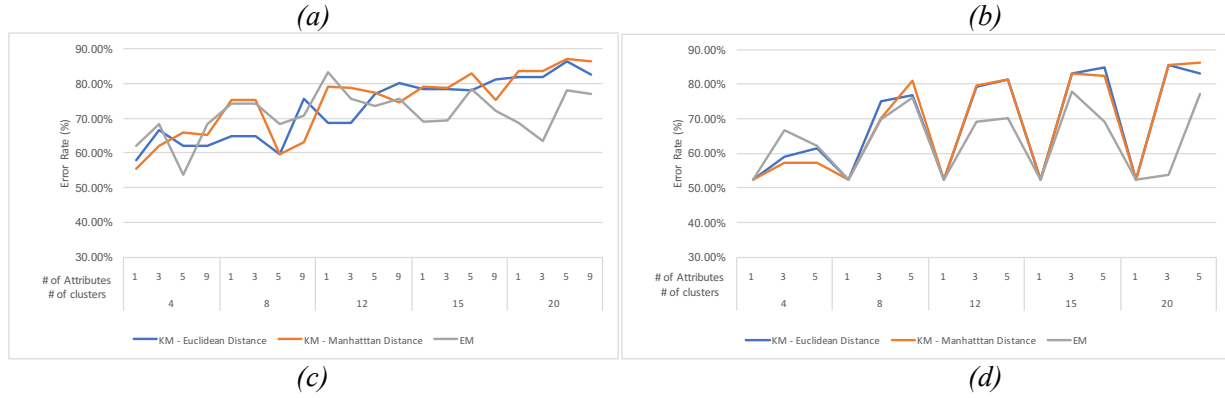 (a)
(b)
90.00%
80.00%
70.00%
60.00%
50.00%
40.00%
30.00%
Error Rate (%)
1 3 5 9 1 3 5 9 1 3 5 9 1 3 5 9 1 3 5 9
4 8 12 15 20
# of Attributes
# of clusters
KM - Euclidean Distance KM - Manhatttan Distance EM
90.00%
80.00%
70.00%
60.00%
50.00%
40.00%
30.00%
Error Rate (%)
1 3 5 1 3 5 1 3 5 1 3 5 1 3 5
4 8 12 15 20
# of Attributes
# of clusters
KM - Euclidean Distance KM - Manhatttan Distance EM
(c)
(d)